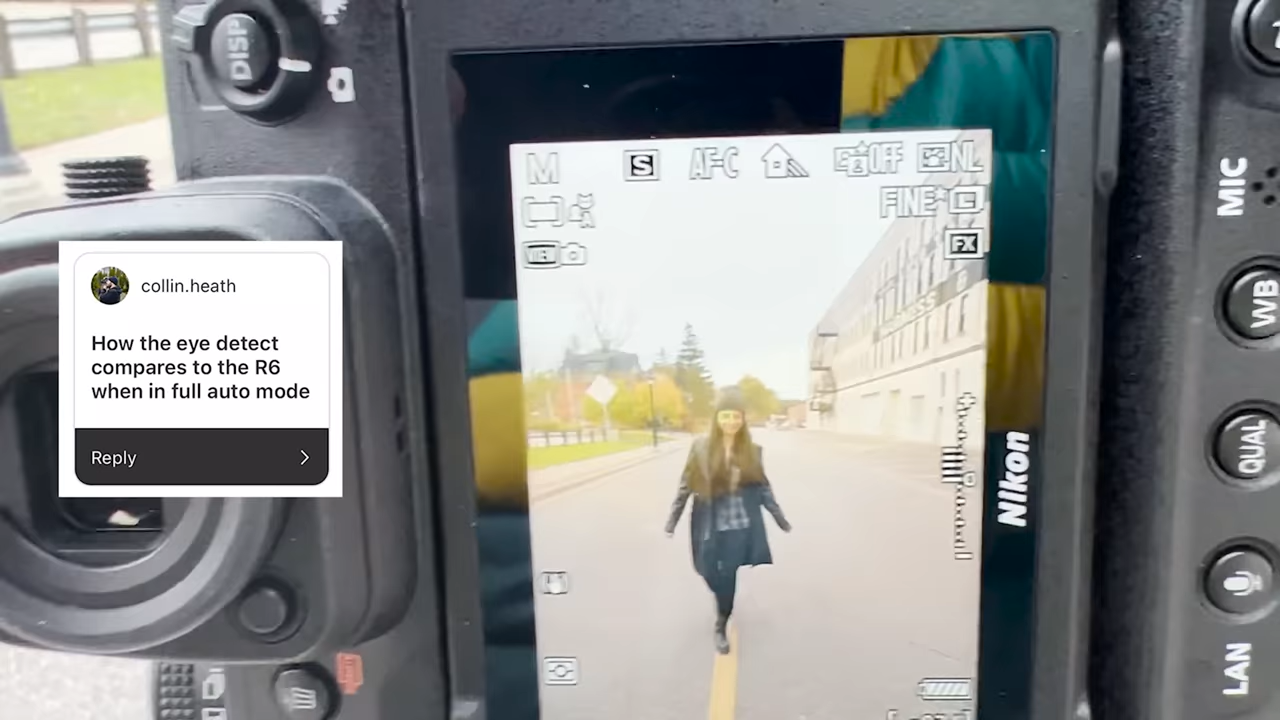 DISP
M S AF-C OFF NL
FINE★ L
FX
VIEW
collin.heath
How the eye detect
compares to the R6
when in full auto mode
Reply
Nikon
MIC
WB
QUAL
LAN